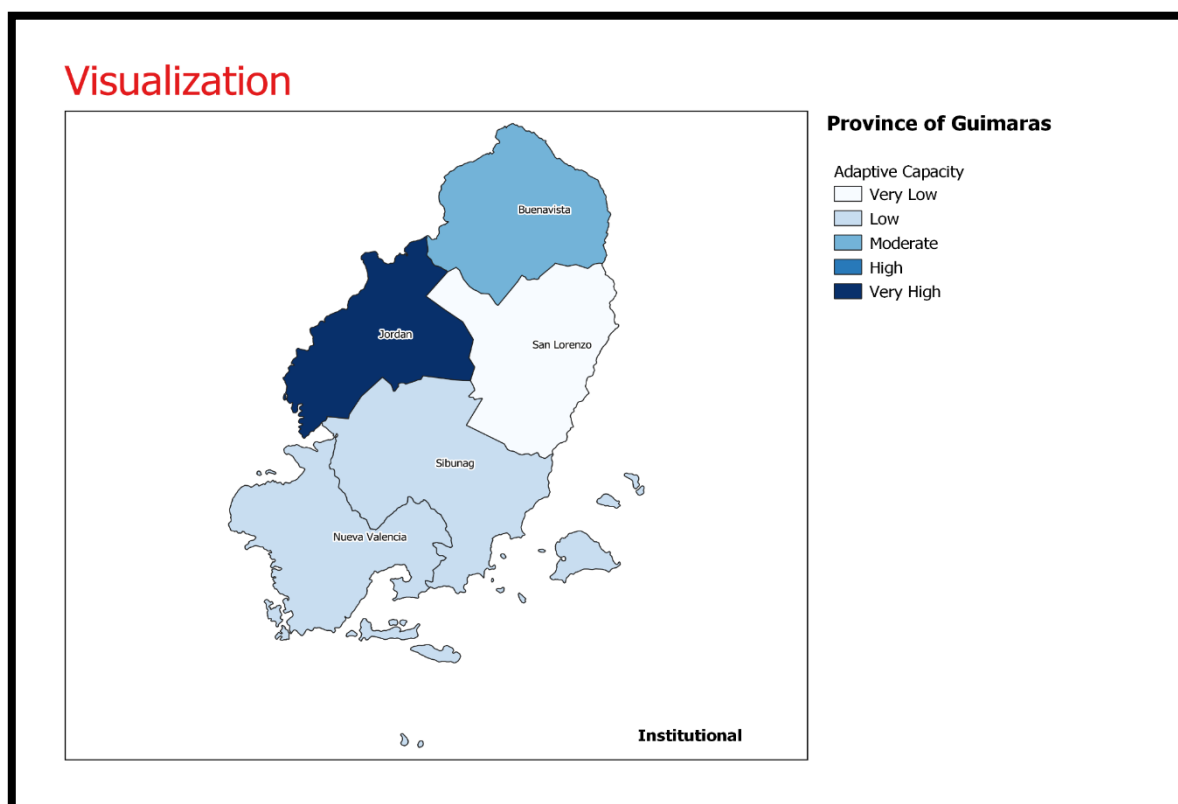 Visualization
Province of Guimaras
Adaptive Capacity
Very Low
Low
Moderate
High
Very High
Buenavista
Jordan
San Lorenzo
Sibunag
Nueva Valencia
Institutional